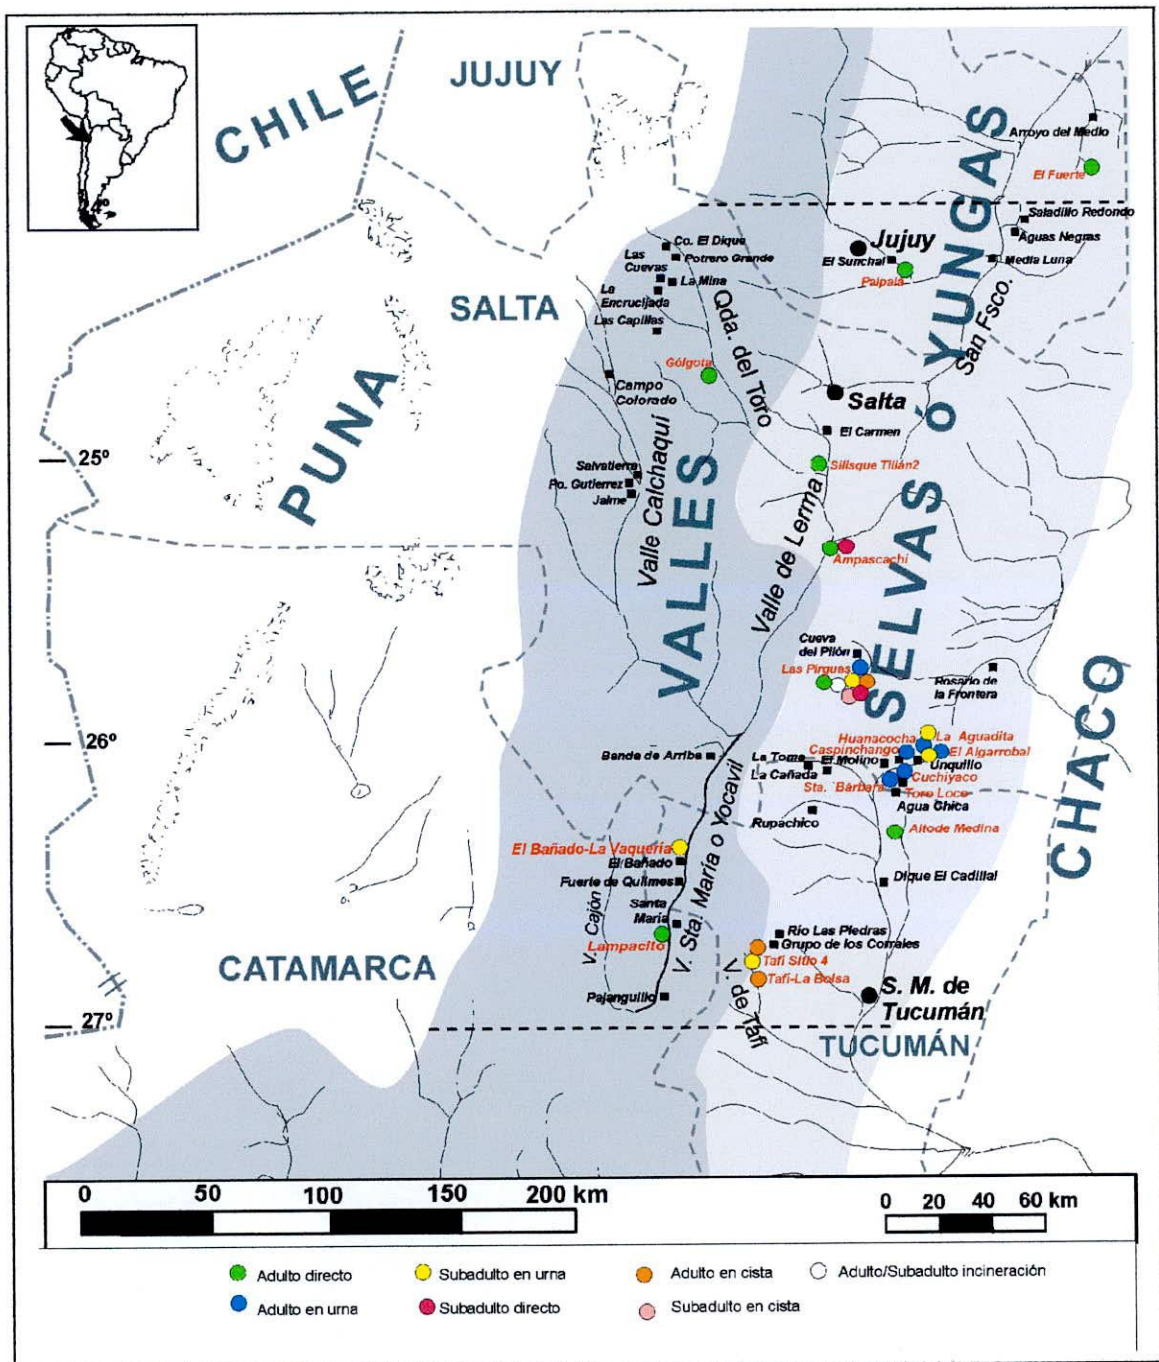 CHILE
JUJUY
Arroyo del Medio
El Fuerte
24º
Saladillo Redondo
Aguas Negras
Media Luna
Jujuy
El Sunchal
Palpalá
Co. El Dique
Potrero Grande
Las
Cuevas
La Mina
La
Encrucijada
Las Capillas
SALTA
Qda. del Toro
San Fsco.
SELVAS Ó YUNGAS
Gólgota
Campo
Colorado
Salta
El Carmen
PUNA
25º
Silisque Tilián2
Salvatierra
Po. Gutierrez
Jaime
Valle Calchaquí
VALLES
Valle de Lerma
Ampascachi
Cueva
del Pilón
Las Pirguas
Rosario de
la Frontera
CHACO
26º
Banda de Arriba
Huanacocha
La Aguadita
Caspinchango
El Algarrobal
La Toma
El Molino
Unquillo
La Cañada
Cuchiyaco
Sta. Bárbara
Toro Loco
Agua Chica
Rupachico
Altode Medina
El Bañado-La Vaquería
El Bañado
Fuerte de Quilmes
Dique El Cadillal
Santa
María
V. Cajón
V. Sta. María o Yocavil
Lampacito
Río Las Piedras
Grupo de los Corrales
Tafí Sitio 4
Tafí-La Bolsa
V. de Tafí
CATAMARCA
Pajanguillo
S. M. de
Tucumán
27º
TUCUMÁN
0 50 100 150 200 km
0 20 40 60 km
Adulto directo
Subadulto en urna
Adulto en cista
Adulto/Subadulto incineración
Adulto en urna
Subadulto directo
Subadulto en cista